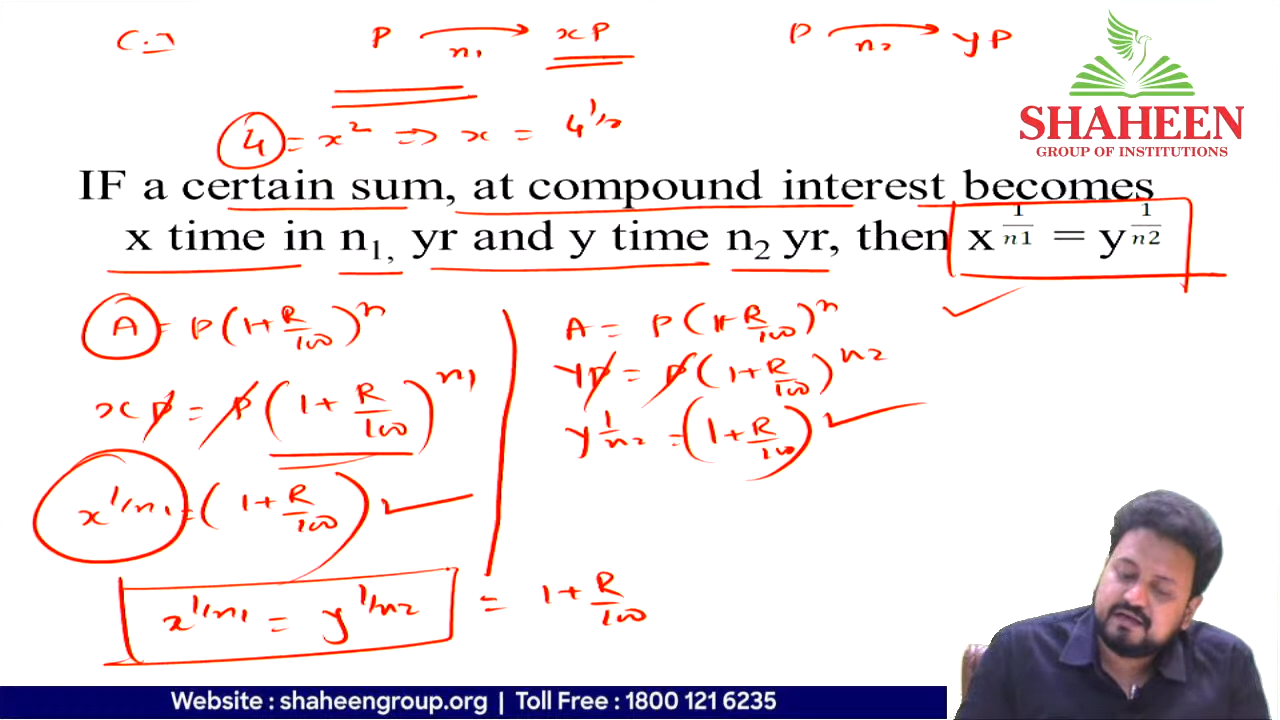 C.I P → n₁ xP P → n₂ yP
4 = x² ⇒ x = 4^1/2
SHAHEEN
GROUP OF INSTITUTIONS
IF a certain sum, at compound interest becomes
x time in n₁, yr and y time n₂ yr, then x^(1/n1) = y^(1/n2)
A = P(1+R/100)^n
xP = P(1+R/100)^n₁
x^1/n₁ = (1+R/100)
A = P(1+R/100)^n
yP = P(1+R/100)^n₂
y^1/n₂ = (1+R/100)
x^1/n₁ = y^1/n₂ = 1+R/100
Website : shaheengroup.org | Toll Free : 1800 121 6235